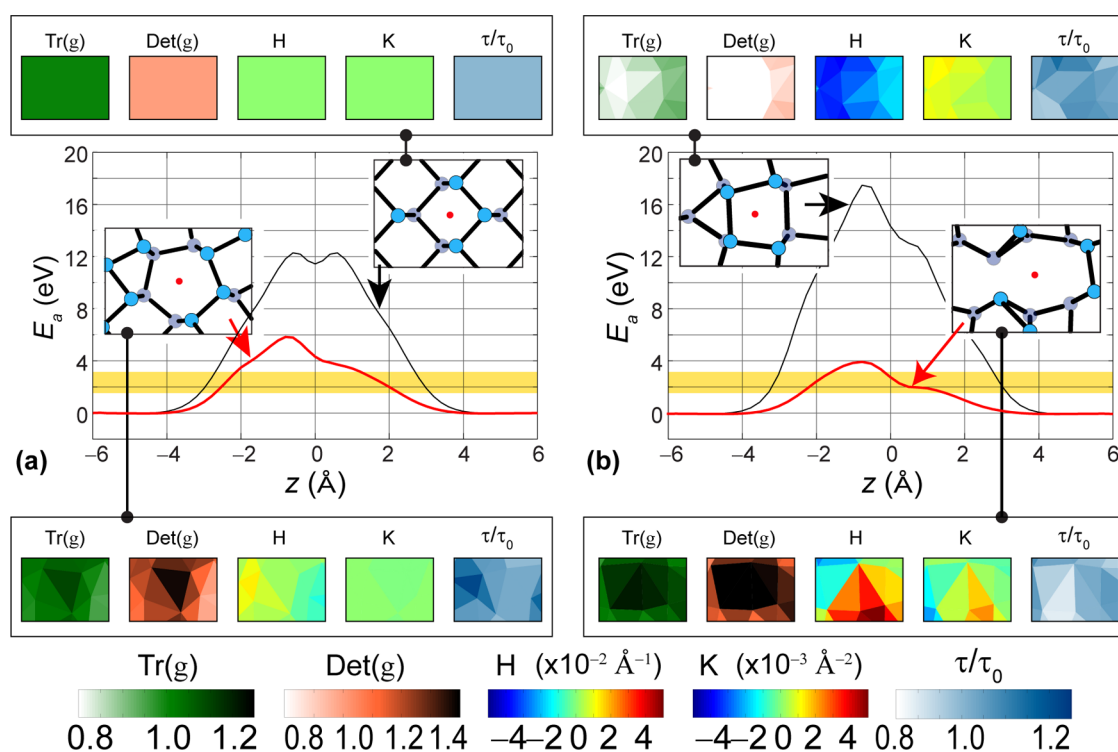 Tr(g) Det(g) H K τ/τ₀
Tr(g) Det(g) H K τ/τ₀
20
16
12
8
4
0
Eₐ (eV)
−6 −4 −2 0 2 4 6
z (Å)
(a)
20
16
12
8
4
0
Eₐ (eV)
−6 −4 −2 0 2 4 6
z (Å)
(b)
Tr(g) Det(g) H K τ/τ₀
Tr(g) Det(g) H K τ/τ₀
Tr(g) Det(g) H (x10⁻² Å⁻¹) K (x10⁻³ Å⁻²) τ/τ₀
0.8 1.0 1.2 0.8 1.0 1.2 1.4 −4 −2 0 2 4 −4 −2 0 2 4 1.0 1.2